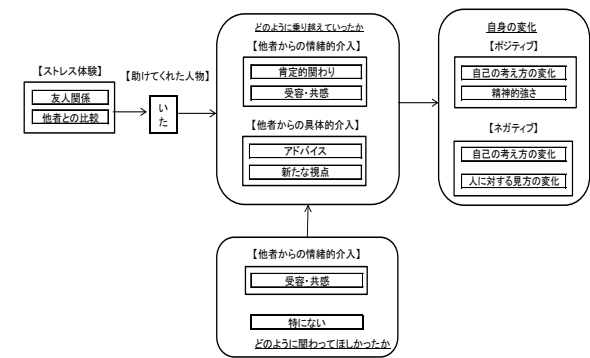 【ストレス体験】
友人関係
他者との比較
【助けてくれた人物】
いた
どのように乗り越えていったか
【他者からの情緒的介入】
肯定的関わり
受容・共感
【他者からの具体的介入】
アドバイス
新たな視点
自身の変化
【ポジティブ】
自己の考え方の変化
精神的強さ
【ネガティブ】
自己の考え方の変化
人に対する見方の変化
【他者からの情緒的介入】
受容・共感
特にない
どのように関わってほしかったか